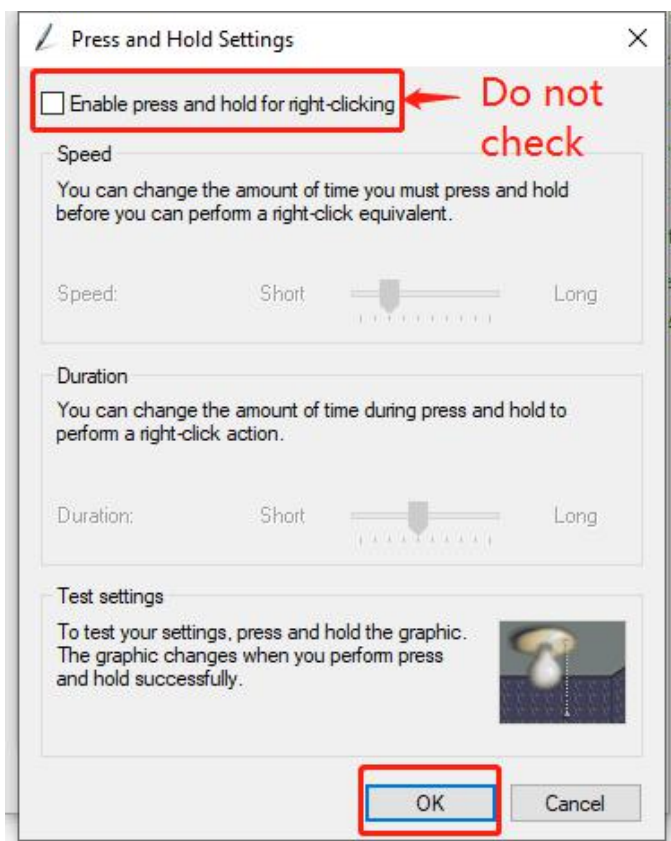 Press and Hold Settings
Enable press and hold for right-clicking
Do not
check
Speed
You can change the amount of time you must press and hold
before you can perform a right-click equivalent.
Speed: Short Long
Duration
You can change the amount of time during press and hold to
perform a right-click action.
Duration: Short Long
Test settings
To test your settings, press and hold the graphic.
The graphic changes when you perform press
and hold successfully.
OK Cancel